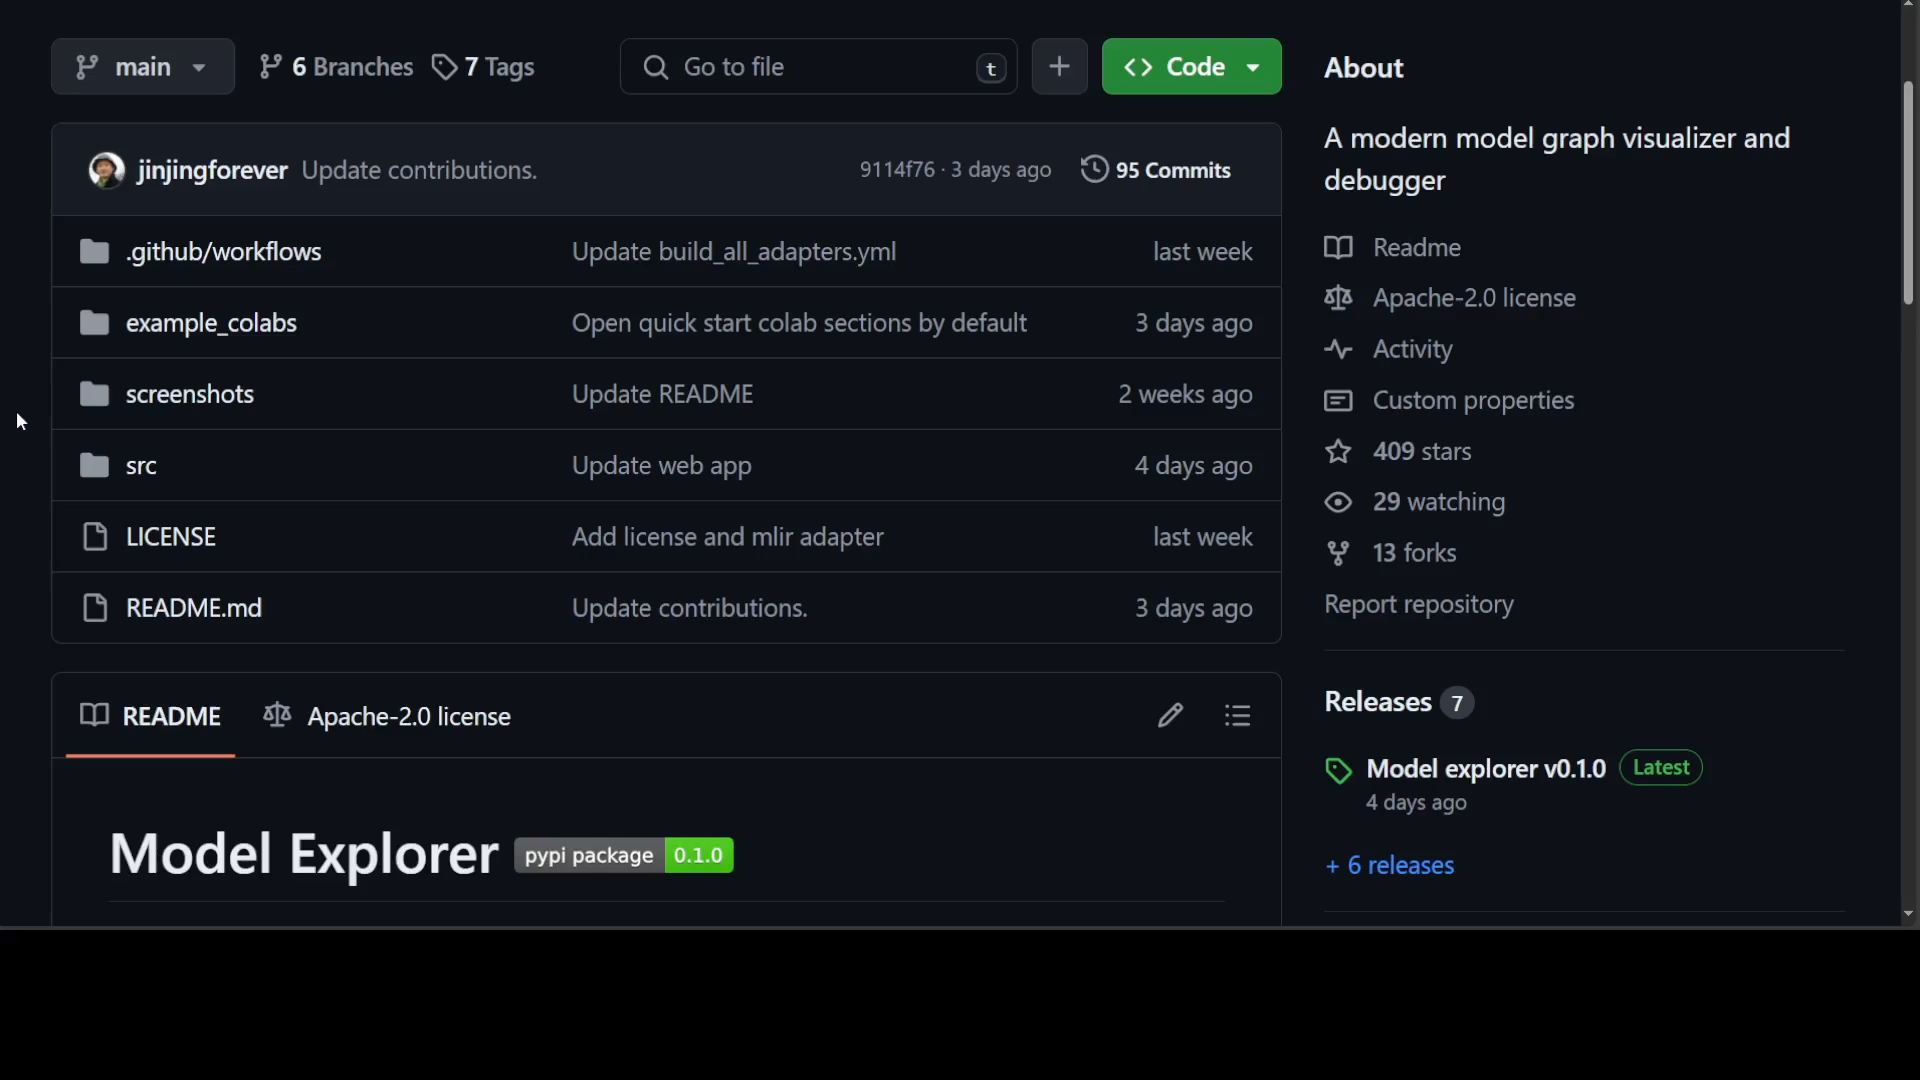 main 6 Branches 7 Tags Go to file t + Code
jinjingforever Update contributions. 9114f76 · 3 days ago 95 Commits
.github/workflows Update build_all_adapters.yml last week
example_colabs Open quick start colab sections by default 3 days ago
screenshots Update README 2 weeks ago
src Update web app 4 days ago
LICENSE Add license and mlir adapter last week
README.md Update contributions. 3 days ago
README Apache-2.0 license
Model Explorer pypi package 0.1.0
About
A modern model graph visualizer and
debugger
Readme
Apache-2.0 license
Activity
Custom properties
409 stars
29 watching
13 forks
Report repository
Releases 7
Model explorer v0.1.0 Latest
4 days ago
+ 6 releases